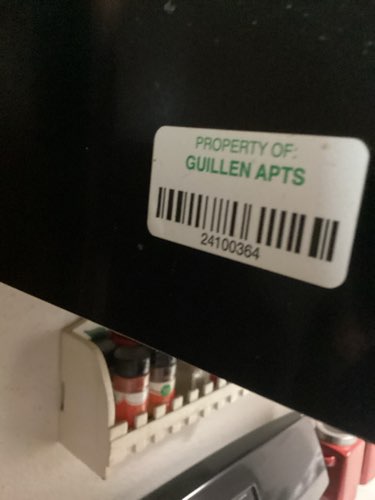 PROPERTY OF:
GUILLEN APTS
24100364